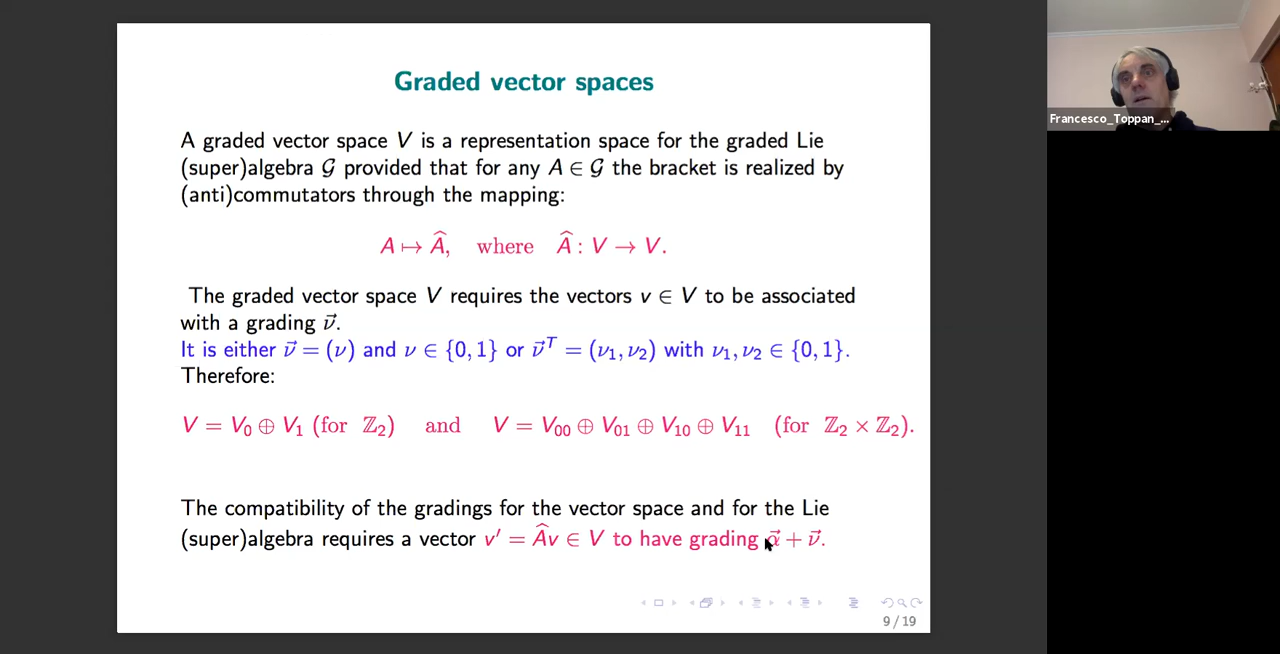 Graded vector spaces
A graded vector space V is a representation space for the graded Lie
(super)algebra 𝒢 provided that for any A ∈ 𝒢 the bracket is realized by
(anti)commutators through the mapping:
A ↦ Â, where Â : V → V.
The graded vector space V requires the vectors v ∈ V to be associated
with a grading ν⃗.
It is either ν⃗ = (ν) and ν ∈ {0, 1} or ν⃗ᵀ = (ν₁, ν₂) with ν₁, ν₂ ∈ {0, 1}.
Therefore:
V = V₀ ⊕ V₁ (for ℤ₂) and V = V₀₀ ⊕ V₀₁ ⊕ V₁₀ ⊕ V₁₁ (for ℤ₂ × ℤ₂).
The compatibility of the gradings for the vector space and for the Lie
(super)algebra requires a vector v′ = Âv ∈ V to have grading α⃗ + ν⃗.
9 / 19
Francesco_Toppan_...